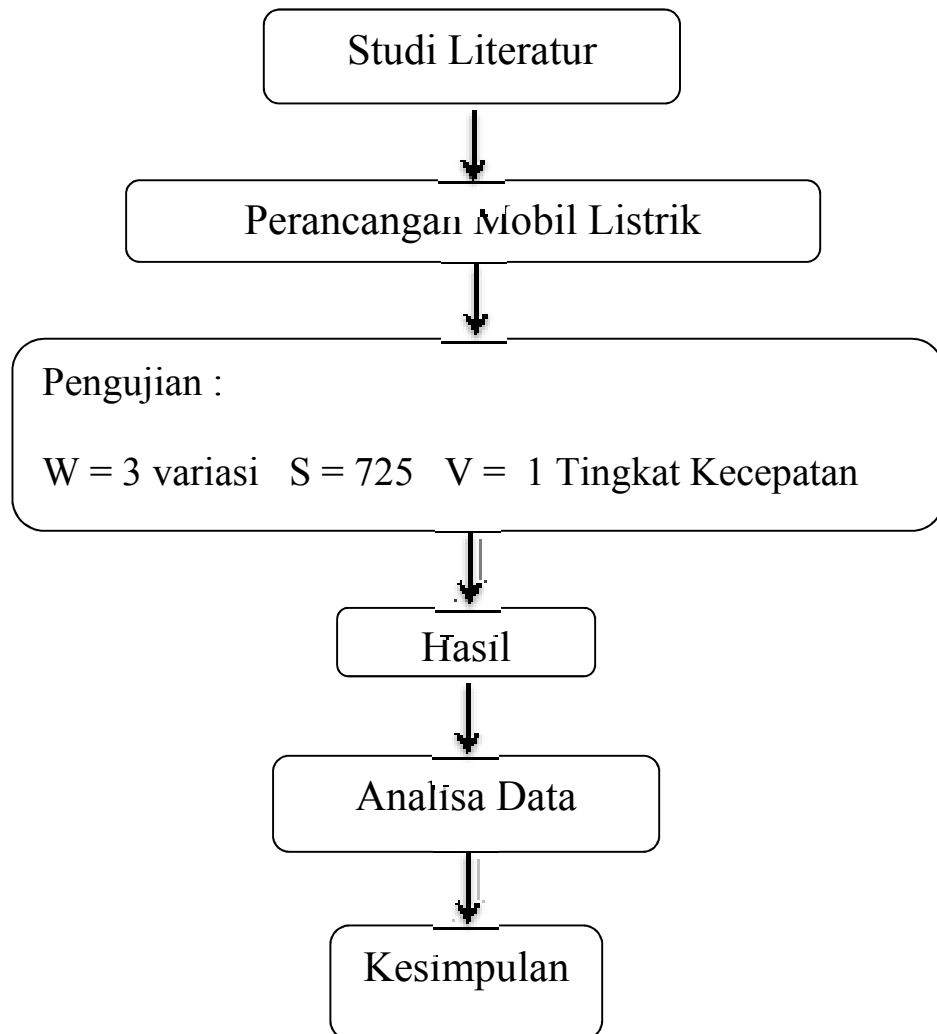 Studi Literatur
Perancangan Mobil Listrik
Pengujian :
W = 3 variasi S = 725 V = 1 Tingkat Kecepatan
Hasil
Analisa Data
Kesimpulan